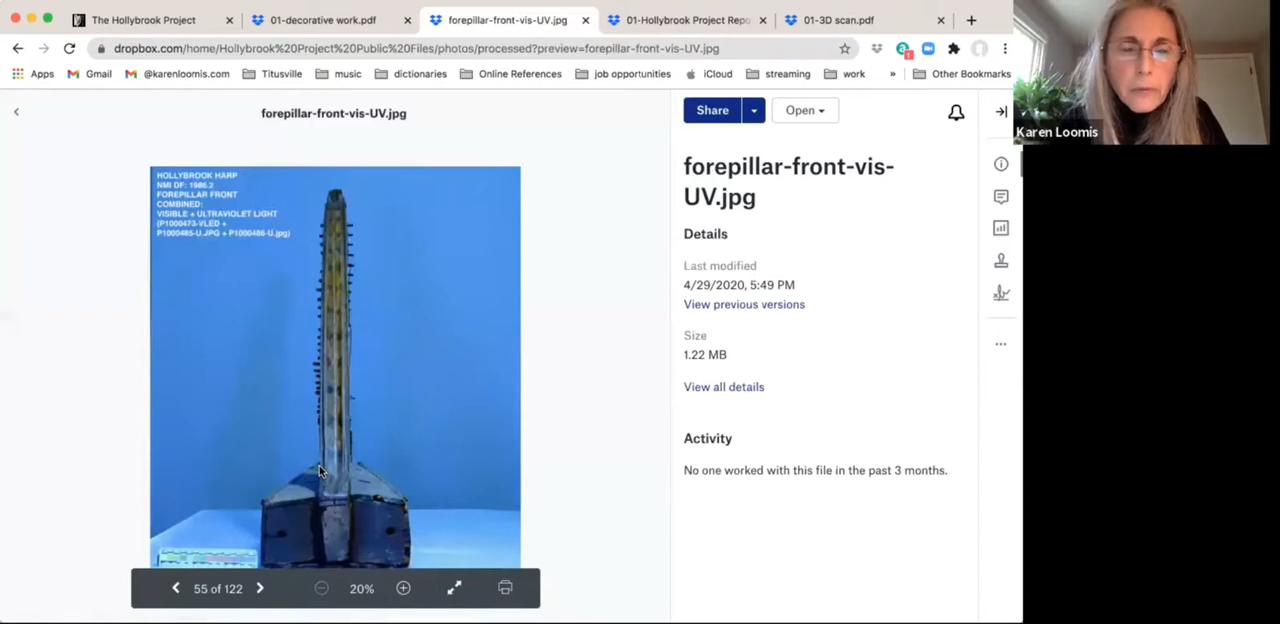 The Hollybrook Project
01-decorative work.pdf
forepillar-front-vis-UV.jpg
01-Hollybrook Project Repo
01-3D scan.pdf
dropbox.com/home/Hollybrook%20Project%20Public%20Files/photos/processed?preview=forepillar-front-vis-UV.jpg
Apps
Gmail
@karenloomis.com
Titusville
music
dictionaries
Online References
job opportunities
iCloud
streaming
work
»
Other Bookmarks
forepillar-front-vis-UV.jpg
HOLLYBROOK HARP
NMI DF: 1986.2
FOREPILLAR FRONT
COMBINED:
VISIBLE + ULTRAVIOLET LIGHT
(P1000473-VLED +
P1000485-U.JPG + P1000486-U.jpg)
55 of 122
20%
Share
Open
forepillar-front-vis-
UV.jpg
Details
Last modified
4/29/2020, 5:49 PM
View previous versions
Size
1.22 MB
View all details
Activity
No one worked with this file in the past 3 months.
Karen Loomis